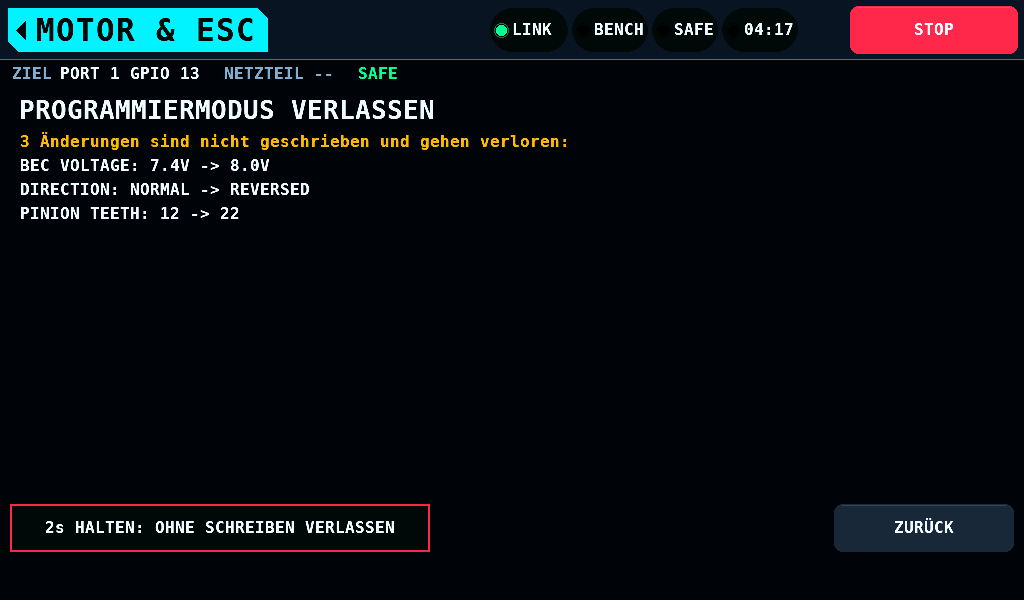 MOTOR & ESC
LINK BENCH SAFE 04:17
STOP
ZIEL PORT 1 GPIO 13 NETZTEIL -- SAFE
PROGRAMMIERMODUS VERLASSEN
3 Änderungen sind nicht geschrieben und gehen verloren:
BEC VOLTAGE: 7.4V -> 8.0V
DIRECTION: NORMAL -> REVERSED
PINION TEETH: 12 -> 22
2s HALTEN: OHNE SCHREIBEN VERLASSEN
ZURÜCK